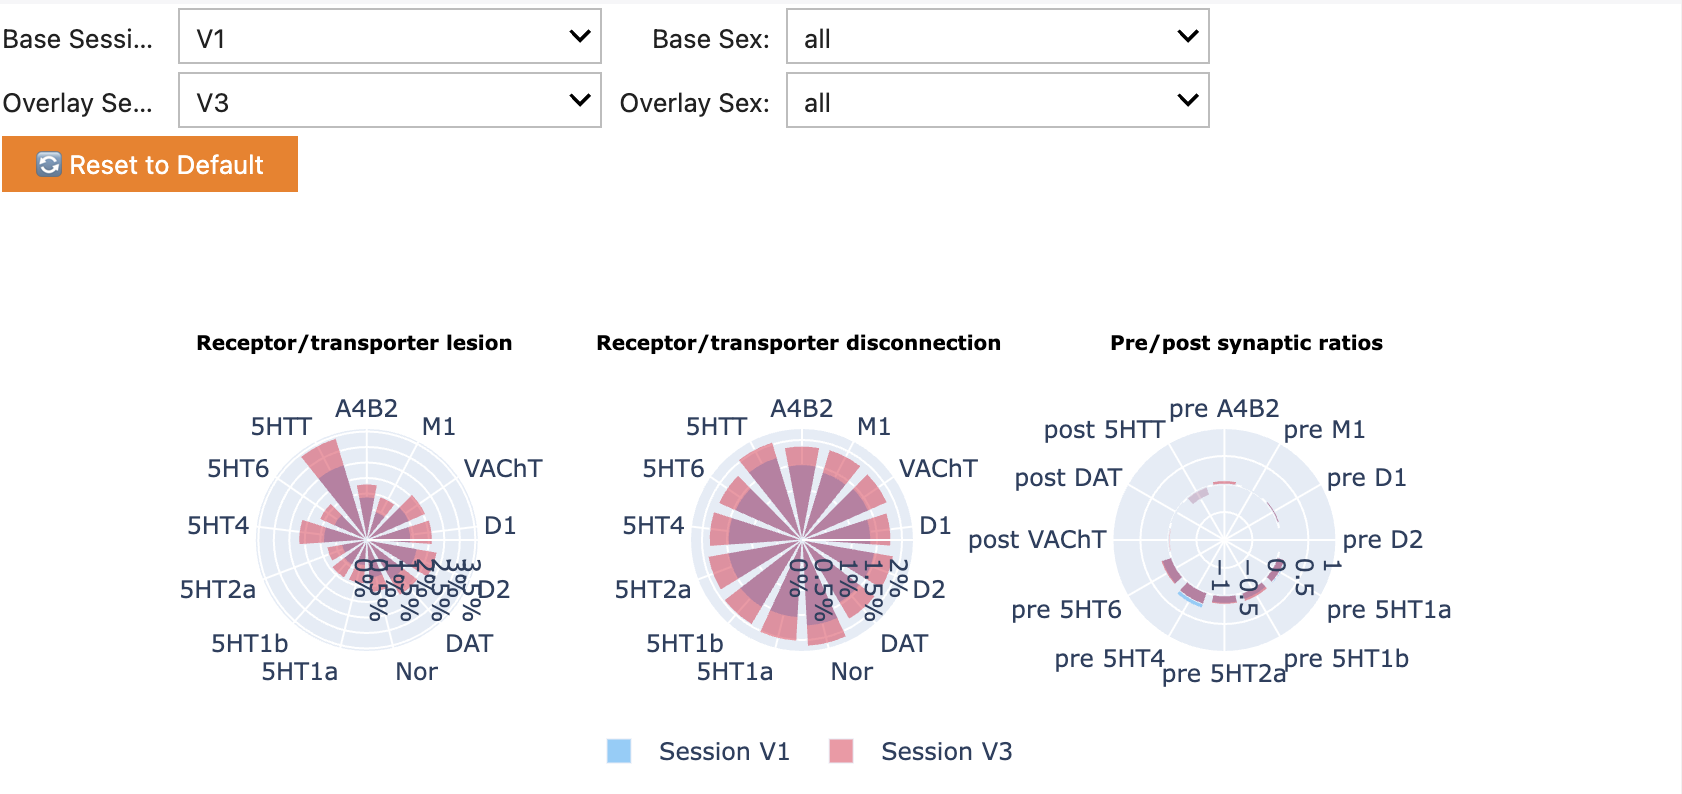 Base Sessi... V1 Base Sex: all
Overlay Se... V3 Overlay Sex: all
Reset to Default
Receptor/transporter lesion
A4B2
M1
VAChT
D1
D2
DAT
Nor
5HT1a
5HT1b
5HT2a
5HT4
5HT6
5HTT
0%
0.5%
1%
1.5%
2%
2.5%
3%
3.5%
Receptor/transporter disconnection
A4B2
M1
VAChT
D1
D2
DAT
Nor
5HT1a
5HT1b
5HT2a
5HT4
5HT6
5HTT
0%
0.5%
1%
1.5%
2%
Pre/post synaptic ratios
pre A4B2
pre M1
pre D1
pre D2
pre 5HT1a
pre 5HT1b
pre 5HT2a
pre 5HT4
pre 5HT6
post VAChT
post DAT
post 5HTT
−1
−0.5
0
0.5
1
Session V1 Session V3